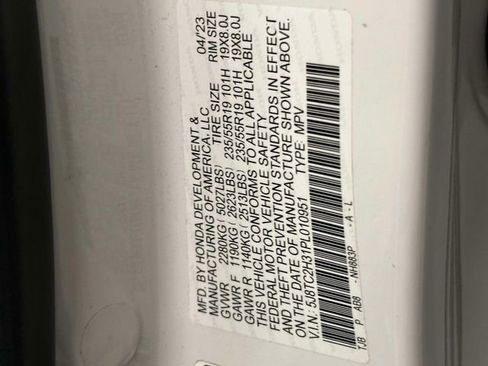 MFD. BY HONDA DEVELOPMENT & 04/23
MANUFACTURING OF AMERICA, LLC
TIRE SIZE RIM SIZE
GVWR 2280KG ( 5027LBS)
GAWR F 1190KG ( 2623LBS) 235/55R19 101H 19X8.0J
GAWR R 1140KG ( 2513LBS) 235/55R19 101H 19X8.0J
THIS VEHICLE CONFORMS TO ALL APPLICABLE
FEDERAL MOTOR VEHICLE SAFETY
AND THEFT PREVENTION STANDARDS IN EFFECT
ON THE DATE OF MANUFACTURE SHOWN ABOVE.
V.I.N: 5J8TC2H31PL010951 TYPE: MPV
TJB P AGB -NH883P -A-L